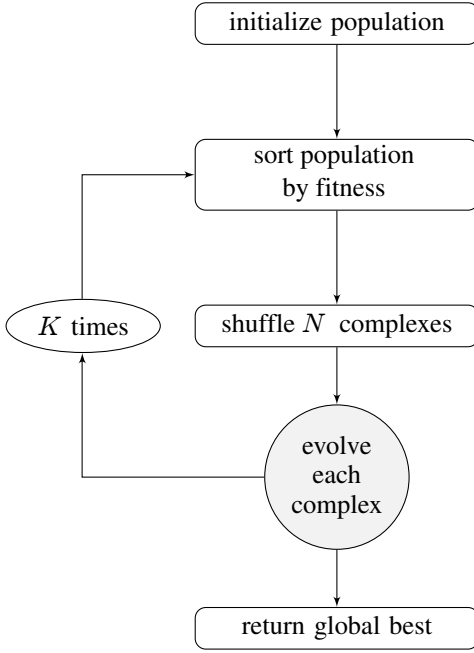 initialize population
sort population
by fitness
K times
shuffle N complexes
evolve
each
complex
return global best